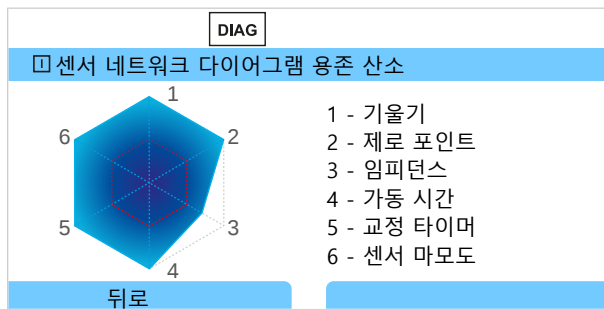 DIAG
센서 네트워크 다이어그램 용존 산소
1
2
3
4
5
6
1 - 기울기
2 - 제로 포인트
3 - 임피던스
4 - 가동 시간
5 - 교정 타이머
6 - 센서 마모도
뒤로